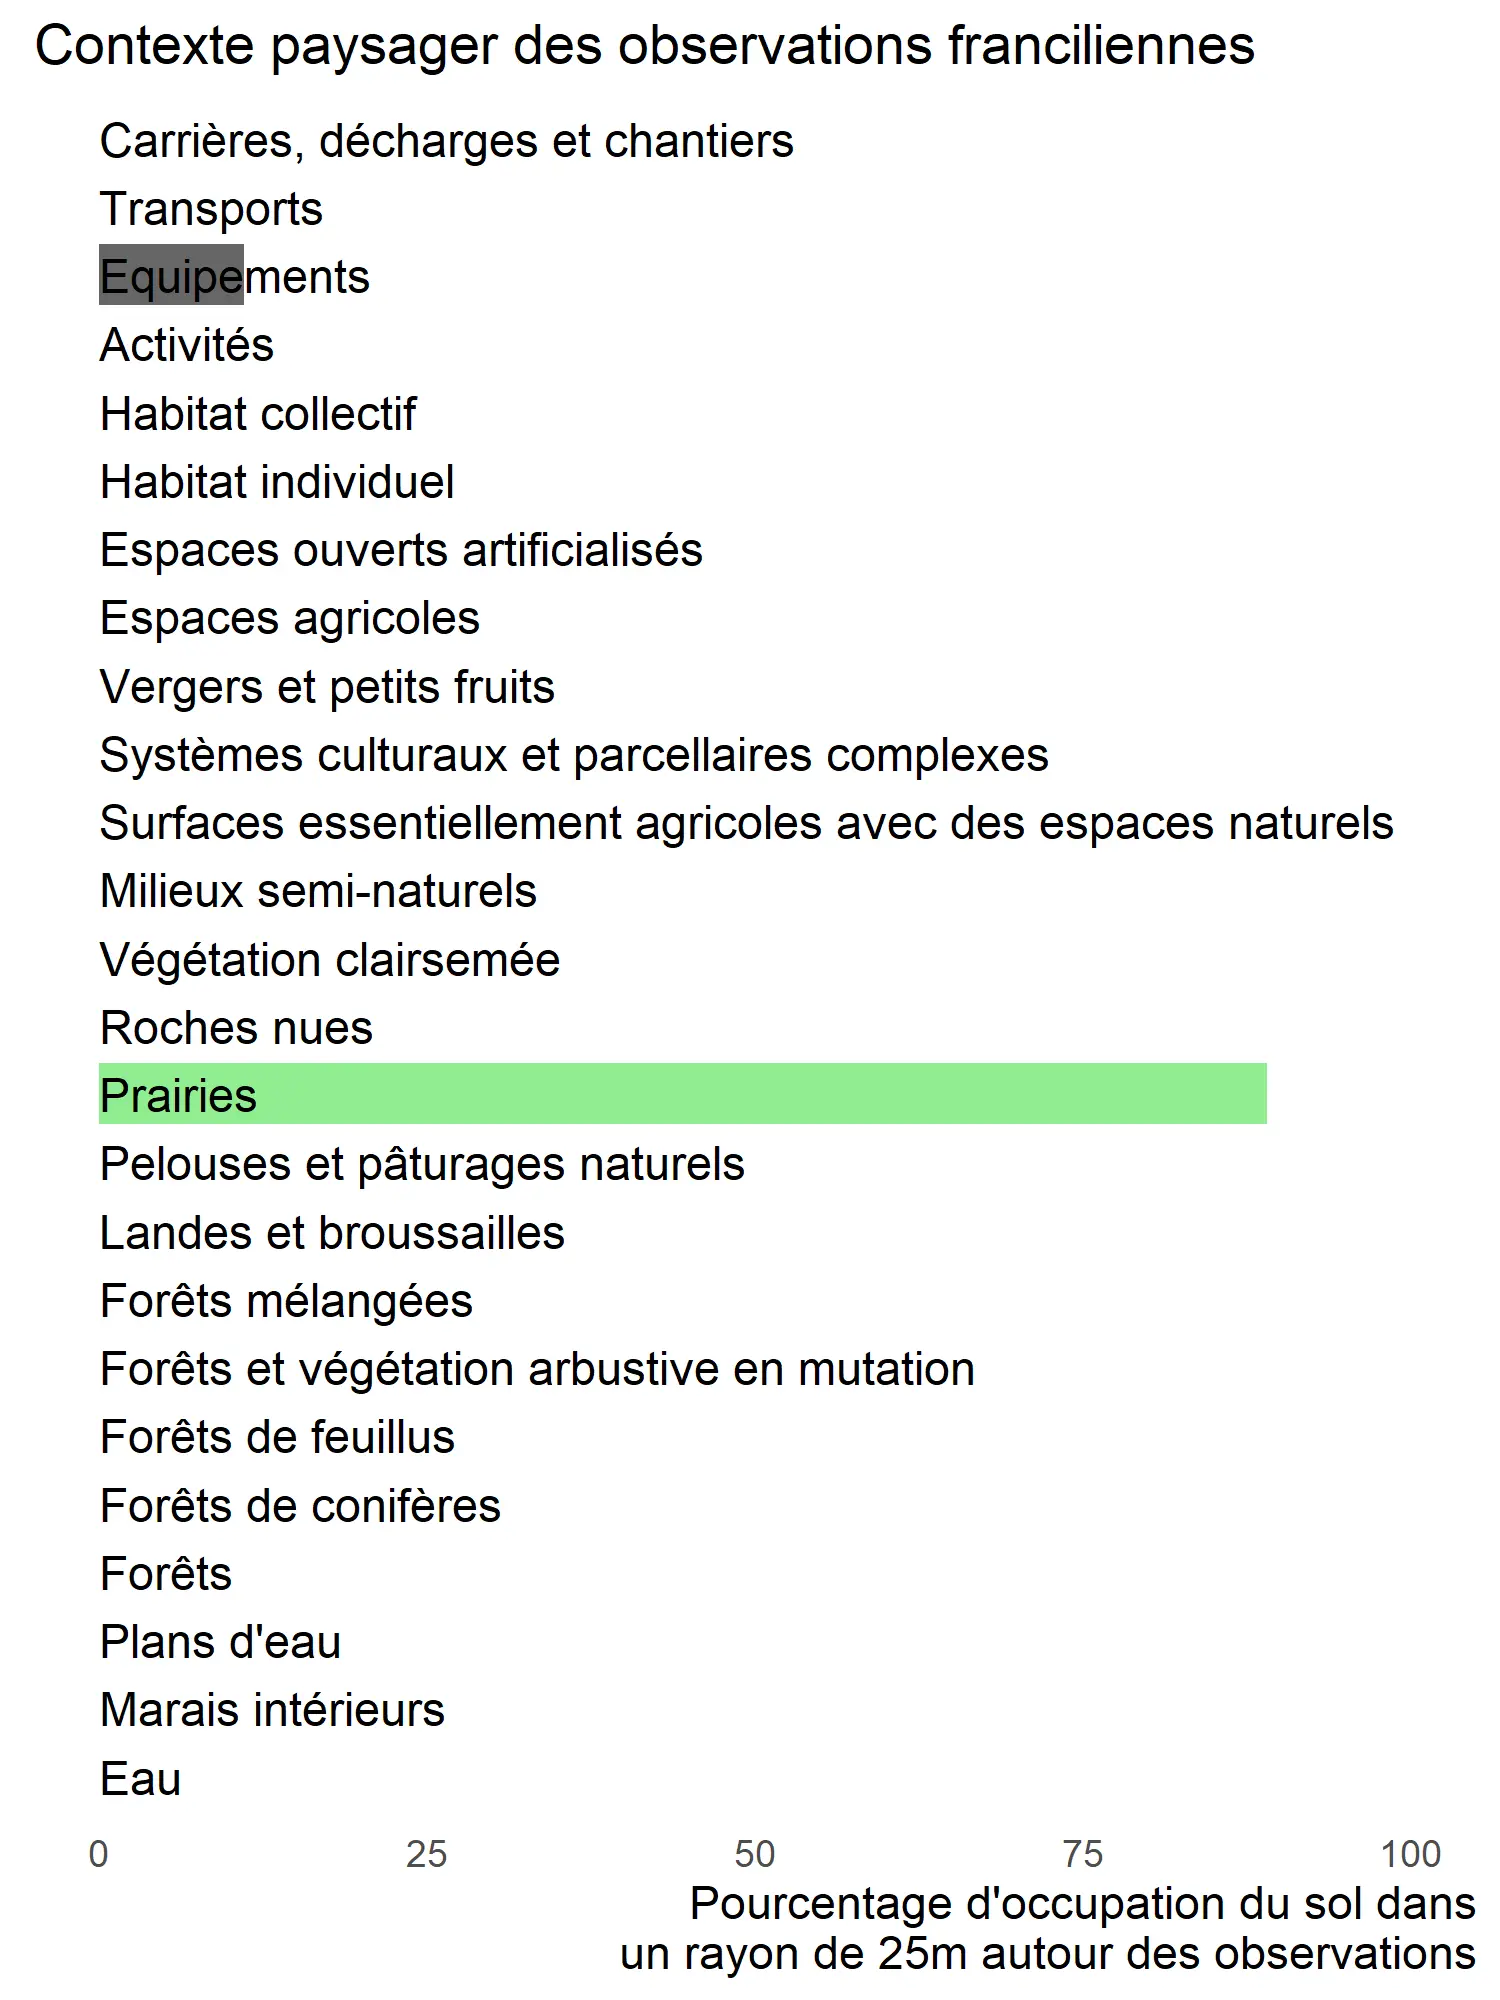 Contexte paysager des observations franciliennes
Carrières, décharges et chantiers
Transports
Equipements
Activités
Habitat collectif
Habitat individuel
Espaces ouverts artificialisés
Espaces agricoles
Vergers et petits fruits
Systèmes culturaux et parcellaires complexes
Surfaces essentiellement agricoles avec des espaces naturels
Milieux semi-naturels
Végétation clairsemée
Roches nues
Prairies
Pelouses et pâturages naturels
Landes et broussailles
Forêts mélangées
Forêts et végétation arbustive en mutation
Forêts de feuillus
Forêts de conifères
Forêts
Plans d'eau
Marais intérieurs
Eau
0 25 50 75 100
Pourcentage d'occupation du sol dans
un rayon de 25m autour des observations